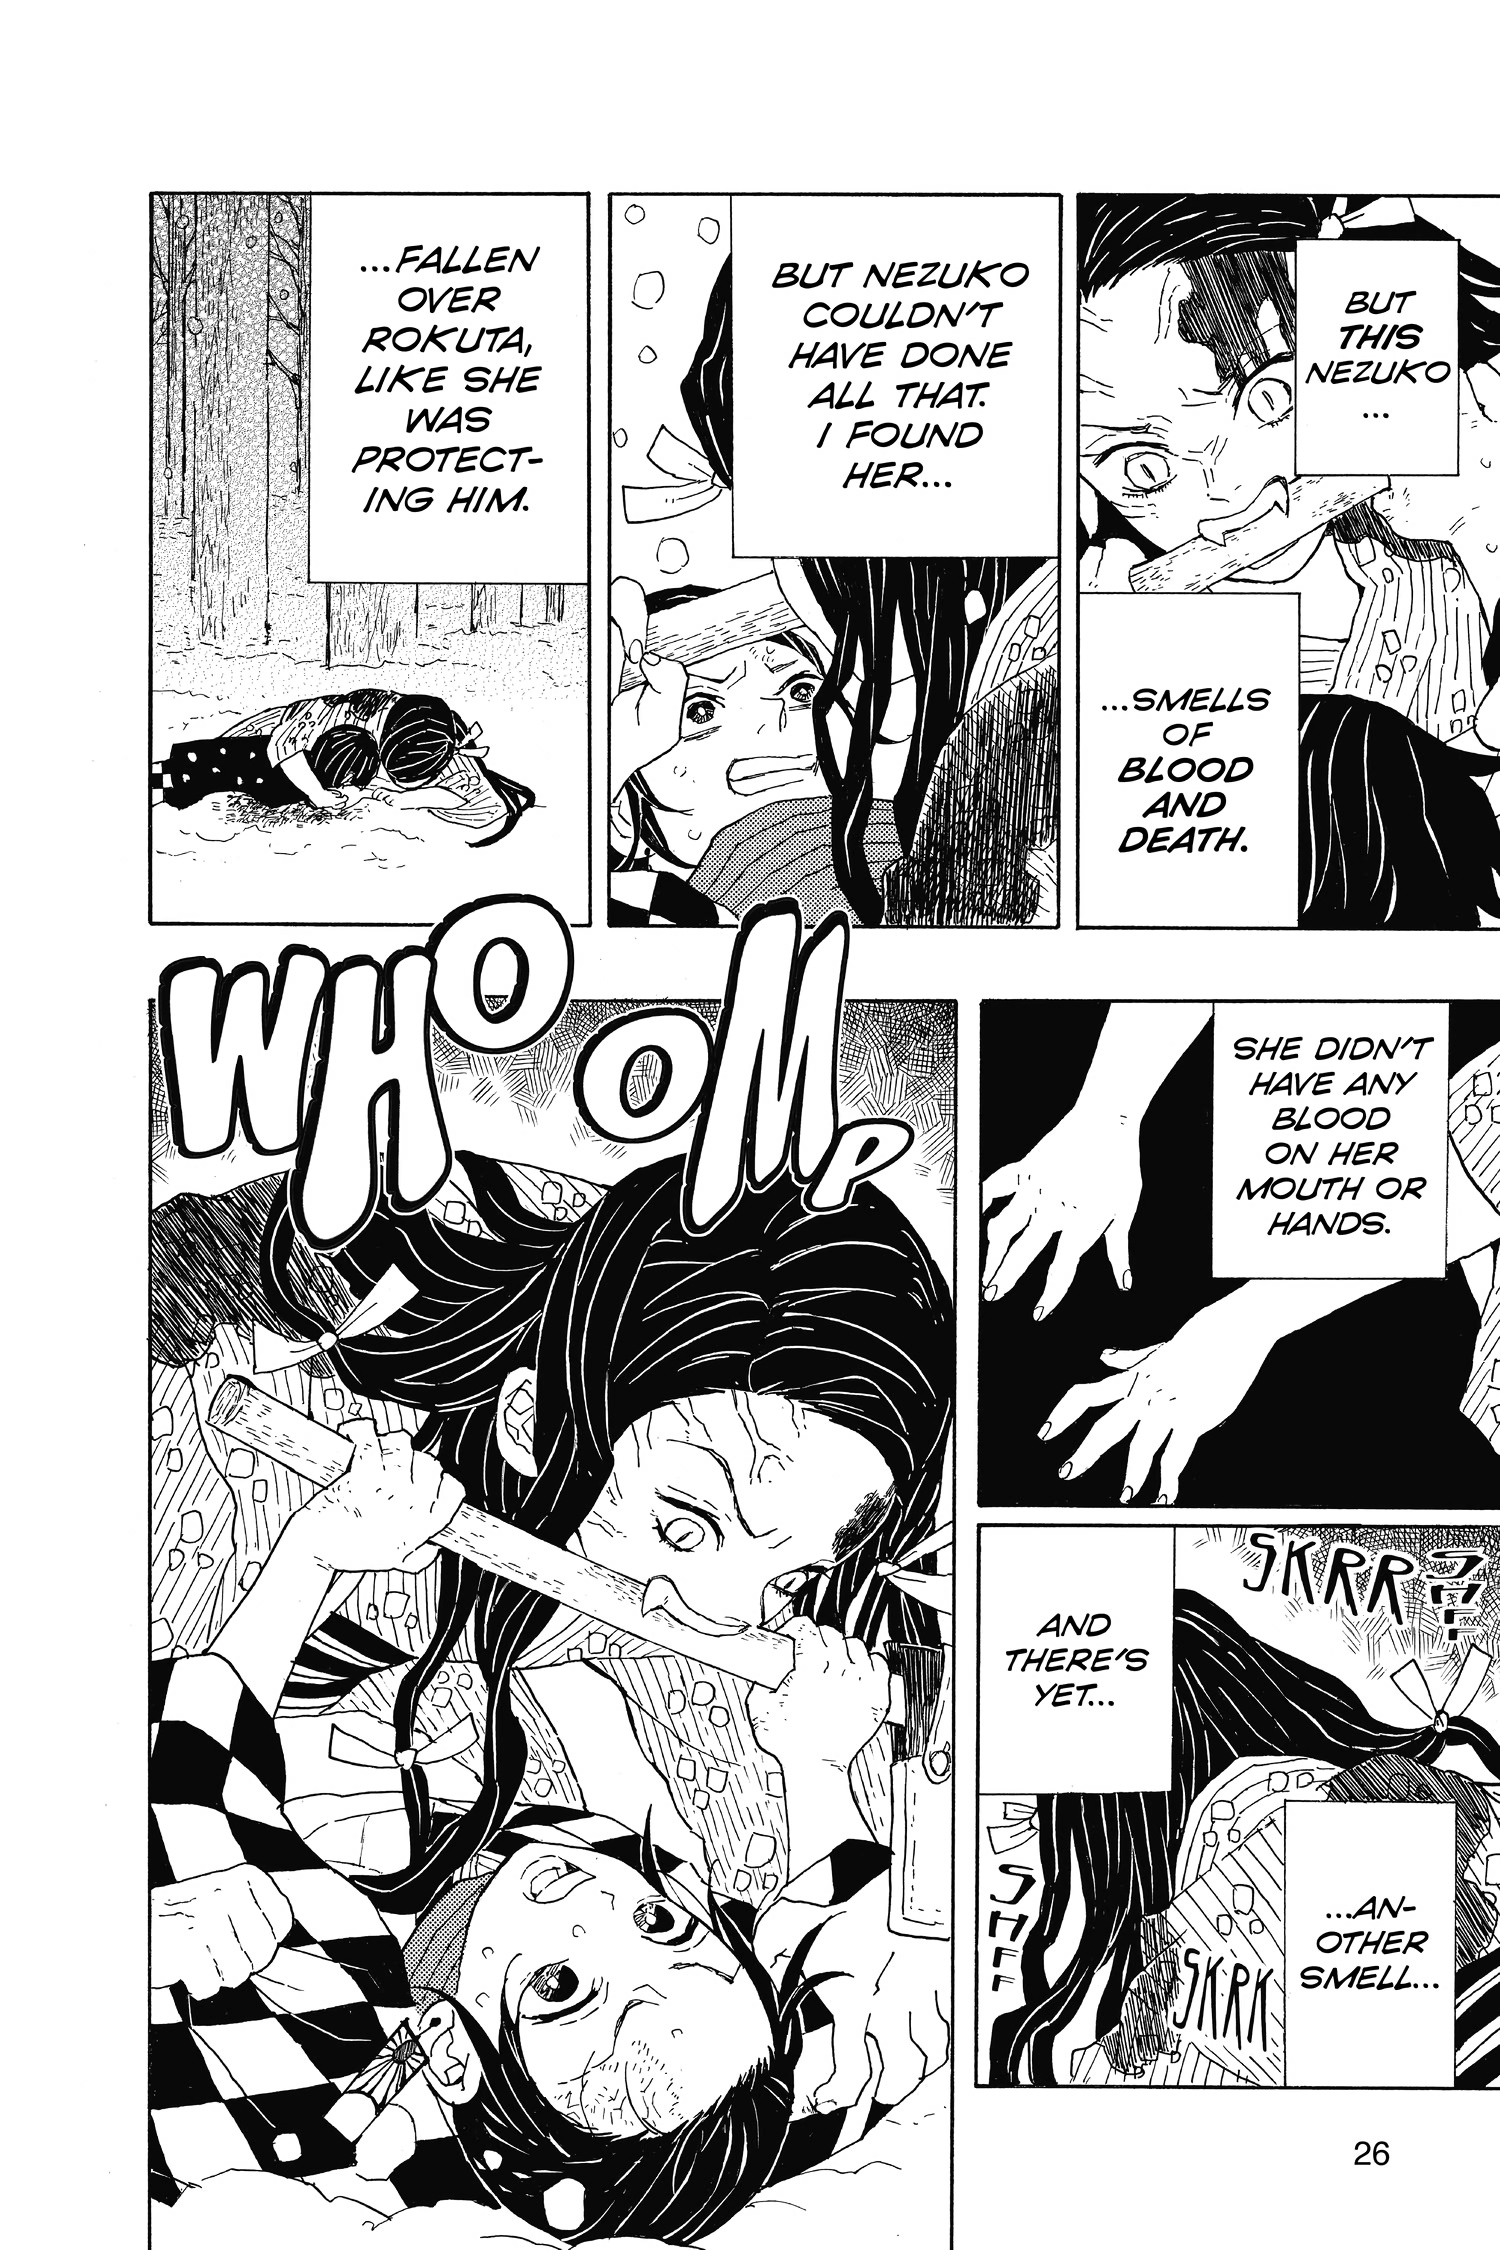 BUT
THIS
NEZUKO
...
...SMELLS
OF
BLOOD
AND
DEATH.
BUT NEZUKO
COULDN'T
HAVE DONE
ALL THAT.
I FOUND
HER...
...FALLEN
OVER
ROKUTA,
LIKE SHE
WAS
PROTECT-
ING HIM.
SHE DIDN'T
HAVE ANY
BLOOD
ON HER
MOUTH OR
HANDS.
SKRR
AND
THERE'S
YET...
SHFF
SKRK
...AN-
OTHER
SMELL...
WHOOMP
26